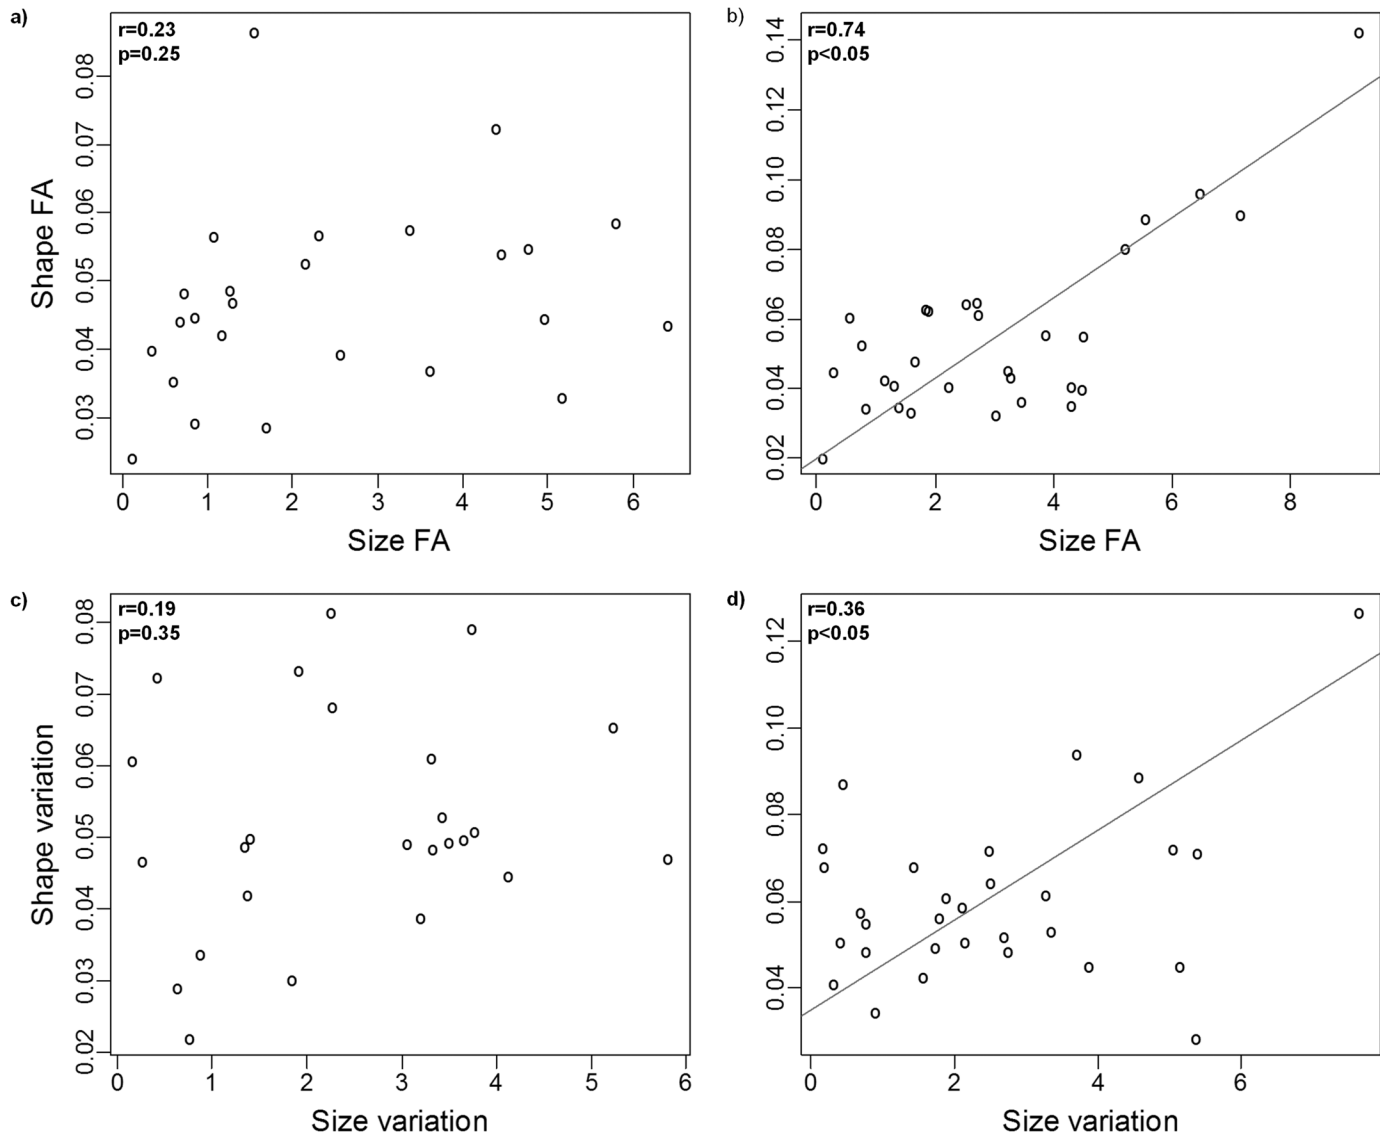 a)
r=0.23
p=0.25
0.08
0.07
0.06
0.05
0.04
0.03
Shape FA
0 1 2 3 4 5 6
Size FA
b)
r=0.74
p<0.05
0.14
0.12
0.10
0.08
0.06
0.04
0.02
0 2 4 6 8
Size FA
c)
r=0.19
p=0.35
0.08
0.07
0.06
0.05
0.04
0.03
0.02
Shape variation
0 1 2 3 4 5 6
Size variation
d)
r=0.36
p<0.05
0.12
0.10
0.08
0.06
0.04
0 2 4 6
Size variation